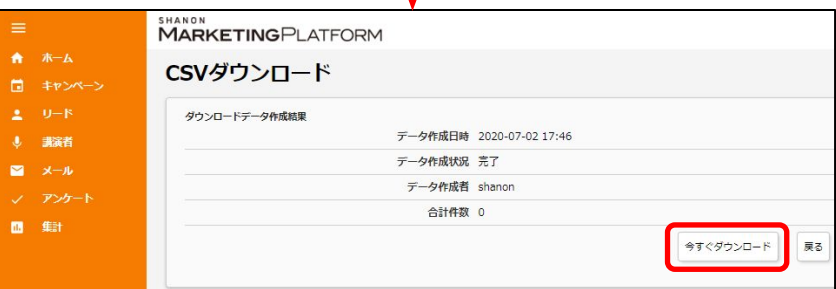 SHANON
MARKETINGPLATFORM
ホーム
キャンペーン
リード
講演者
メール
アンケート
集計
CSVダウンロード
ダウンロードデータ作成結果
データ作成日時 2020-07-02 17:46
データ作成状況 完了
データ作成者 shanon
合計件数 0
今すぐダウンロード 戻る